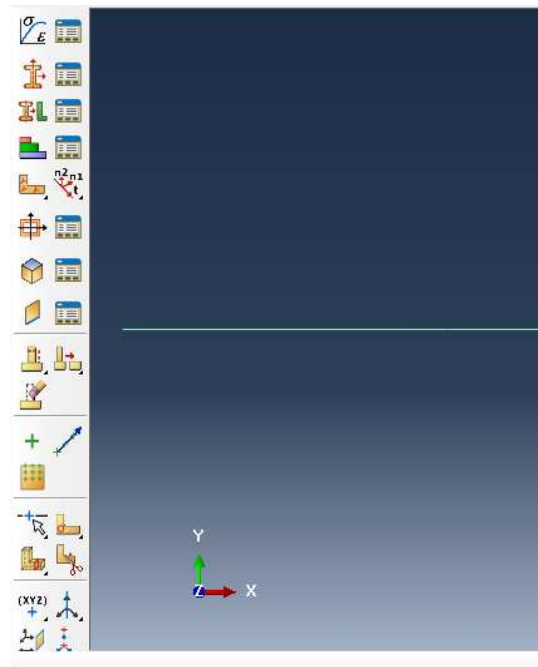 σ ε
n2 n1
t
(XYZ)
Y
Z X